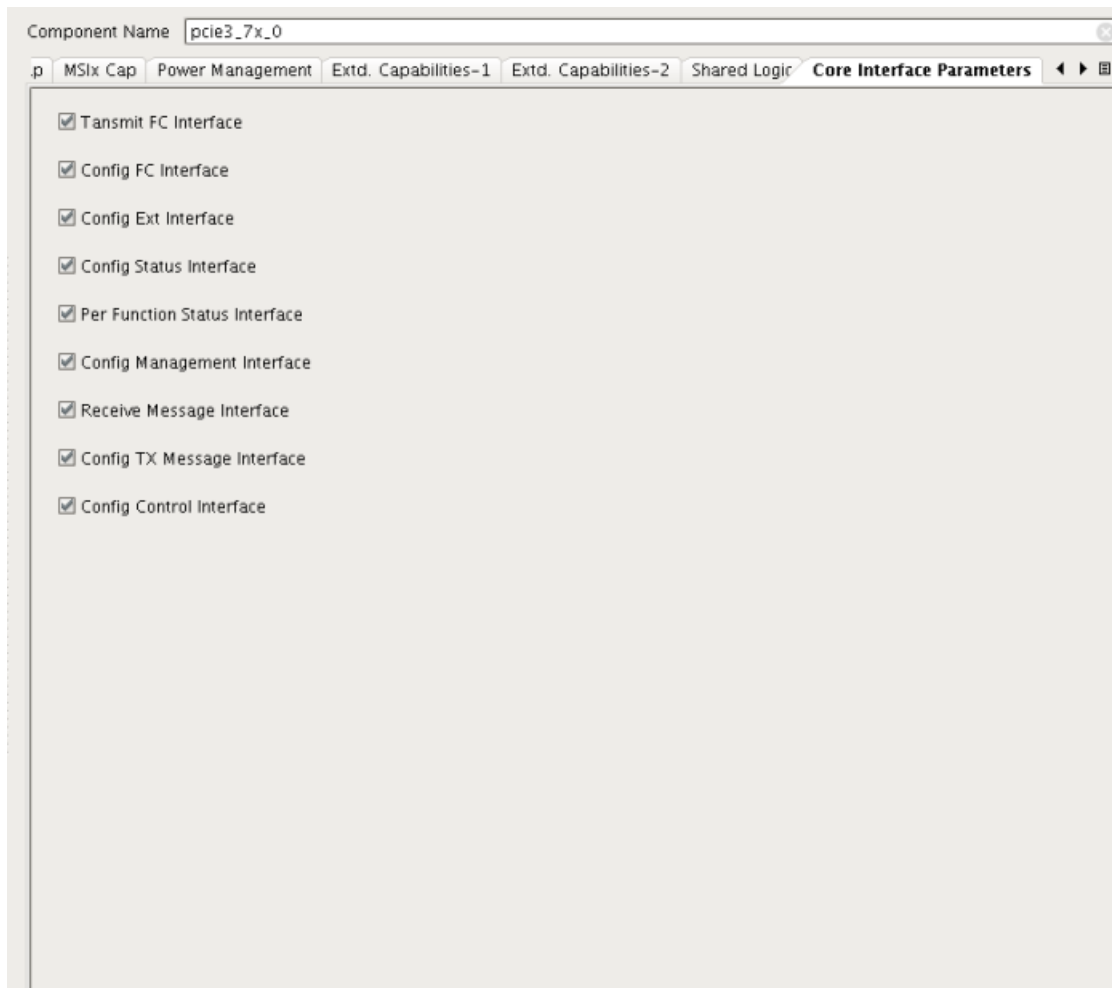 Component Name pcie3_7x_0
.p MSIx Cap Power Management Extd. Capabilities-1 Extd. Capabilities-2 Shared Logic Core Interface Parameters
Tansmit FC Interface
Config FC Interface
Config Ext Interface
Config Status Interface
Per Function Status Interface
Config Management Interface
Receive Message Interface
Config TX Message Interface
Config Control Interface